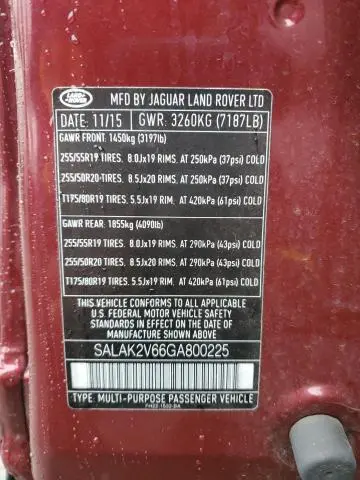 LAND ROVER
MFD BY JAGUAR LAND ROVER LTD
11/15 GWR: 3260KG (7187LB)
GAWR FRONT: 1450kg (3197lb)
255/55R19 TIRES. 8.0Jx19 RIMS. AT 250kPa (37psi) COLD
255/50R20 TIRES. 8.5Jx20 RIMS. AT 250kPa (37psi) COLD
T175/80R19 TIRES. 5.5Jx19 RIM. AT 420kPa (61psi) COLD
GAWR REAR: 1855kg (4090lb)
255/55R19 TIRES. 8.0Jx19 RIMS. AT 290kPa (43psi) COLD
255/50R20 TIRES. 8.5Jx20 RIMS. AT 290kPa (43psi) COLD
T175/80R19 TIRES. 5.5Jx19 RIM. AT 420kPa (61psi) COLD
THIS VEHICLE CONFORMS TO ALL APPLICABLE
U.S. FEDERAL MOTOR VEHICLE SAFETY AND THEFT
PREVENTION STANDARDS IN EFFECT ON THE
DATE OF MANUFACTURE SHOWN ABOVE.
SALAK2V66GA800225
TYPE: MULTI-PURPOSE PASSENGER VEHICLE